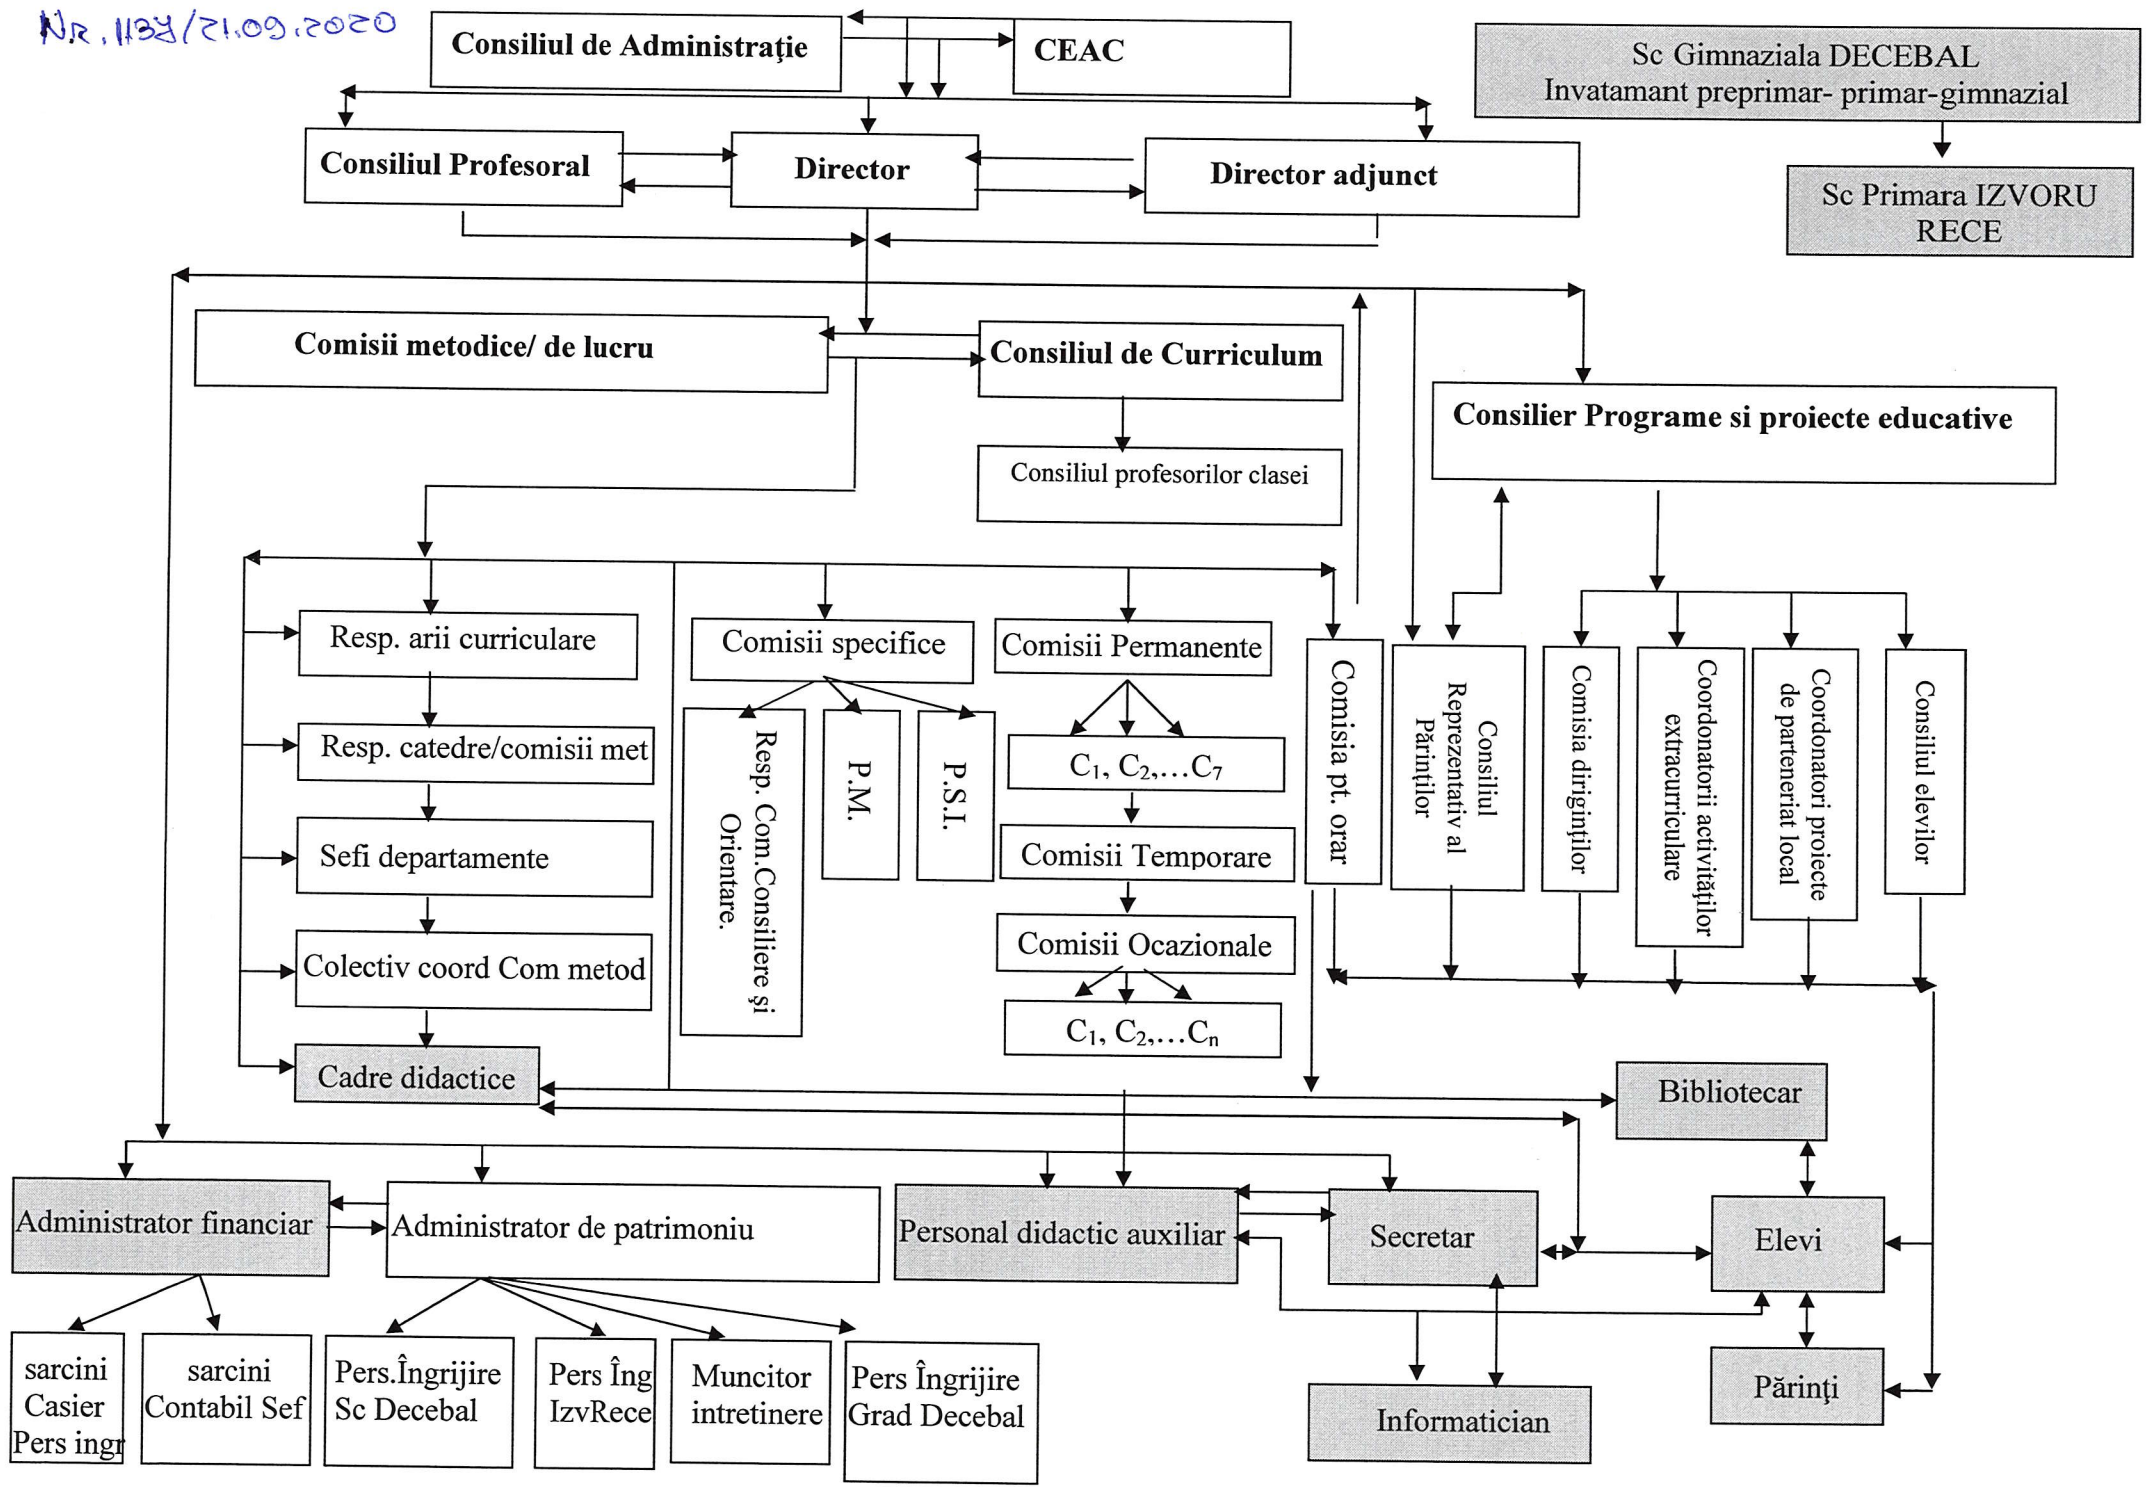 Nr. 1137/21.09.2020
Consiliul de Administraţie
CEAC
Sc Gimnaziala DECEBAL
Invatamant preprimar- primar-gimnazial
Sc Primara IZVORU
RECE
Consiliul Profesoral
Director
Director adjunct
Comisii metodice/ de lucru
Consiliul de Curriculum
Consilier Programe si proiecte educative
Consiliul profesorilor clasei
Resp. arii curriculare
Resp. catedre/comisii met
Sefi departamente
Colectiv coord Com metod
Cadre didactice
Comisii specifice
Resp. Com.Consiliere şi
Orientare.
P.M.
P.S.I.
Comisii Permanente
C₁, C₂,…C₇
Comisii Temporare
Comisii Ocazionale
C₁, C₂,…Cₙ
Comisia pt. orar
Consiliul
Reprezentativ al
Părinţilor
Comisia diriginţilor
Coordonatorii activităţilor
extracurriculare
Coordonatori proiecte
de parteneriat local
Consiliul elevilor
Bibliotecar
Administrator financiar
Administrator de patrimoniu
Personal didactic auxiliar
Secretar
Elevi
sarcini
Casier
Pers ingr
sarcini
Contabil Sef
Pers.Îngrijire
Sc Decebal
Pers Îng
IzvRece
Muncitor
intretinere
Pers Îngrijire
Grad Decebal
Informatician
Părinţi